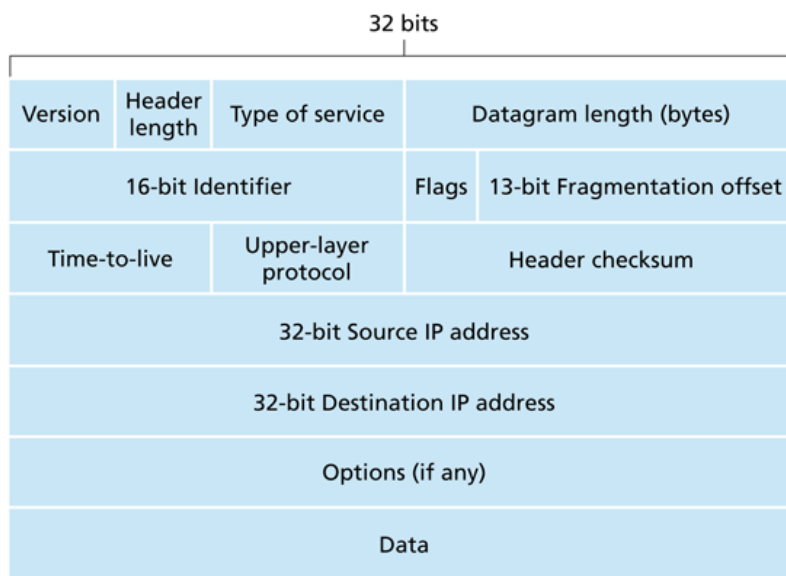 32 bits
Version
Header
length
Type of service
Datagram length (bytes)
16-bit Identifier
Flags
13-bit Fragmentation offset
Time-to-live
Upper-layer
protocol
Header checksum
32-bit Source IP address
32-bit Destination IP address
Options (if any)
Data